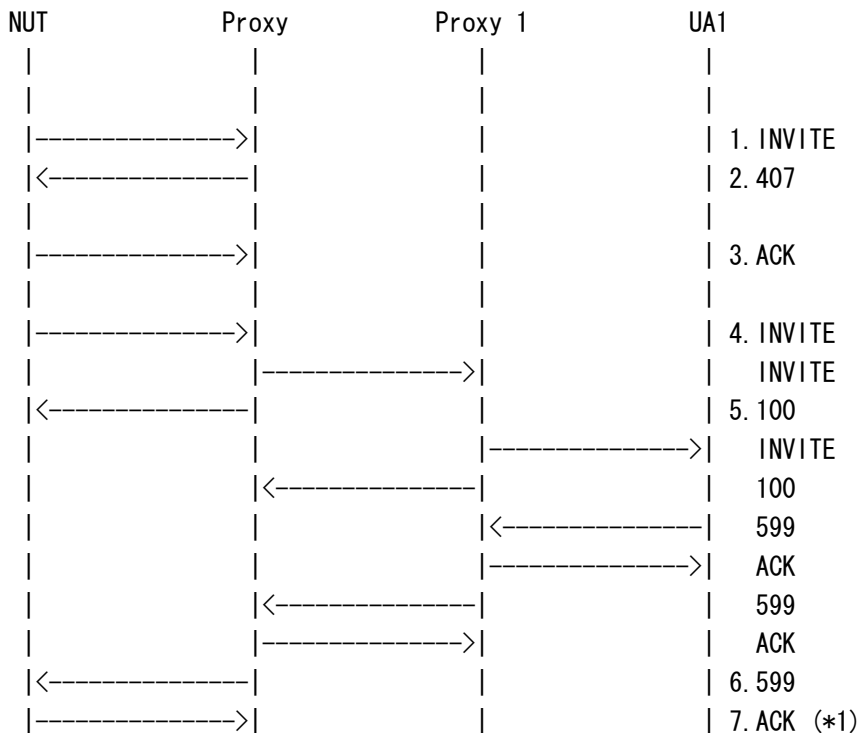 NUT Proxy Proxy 1 UA1
1. INVITE
2. 407
3. ACK
4. INVITE
INVITE
5. 100
INVITE
100
599
ACK
599
ACK
6. 599
7. ACK (*1)